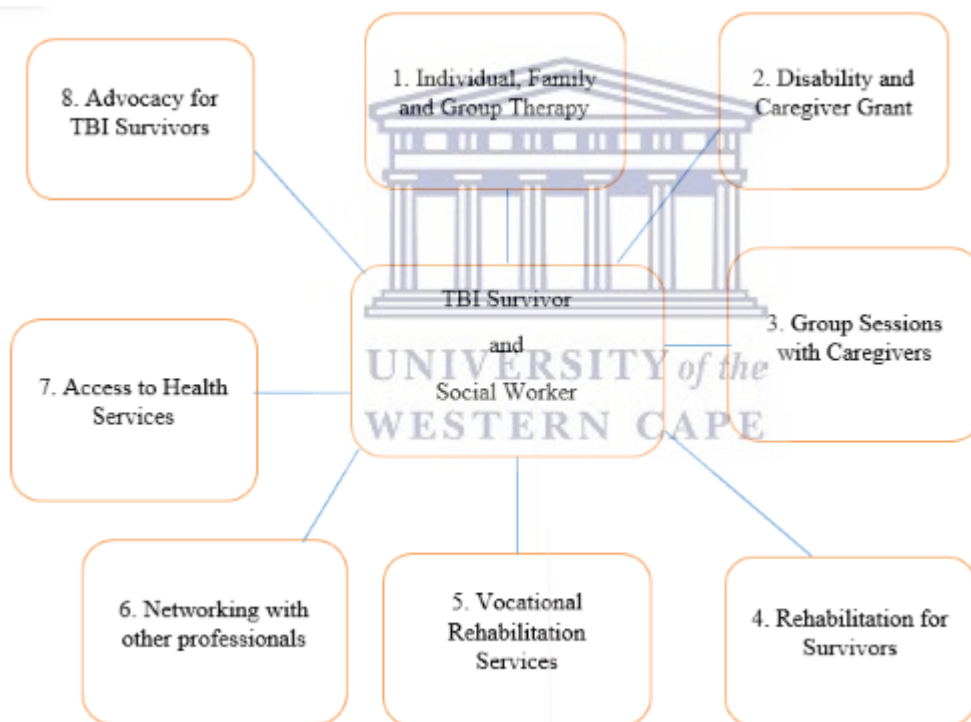 1. Individual, Family
and Group Therapy
2. Disability and
Caregiver Grant
3. Group Sessions
with Caregivers
4. Rehabilitation for
Survivors
5. Vocational
Rehabilitation
Services
6. Networking with
other professionals
7. Access to Health
Services
8. Advocacy for
TBI Survivors
TBI Survivor
and
Social Worker
UNIVERSITY of the
WESTERN CAPE